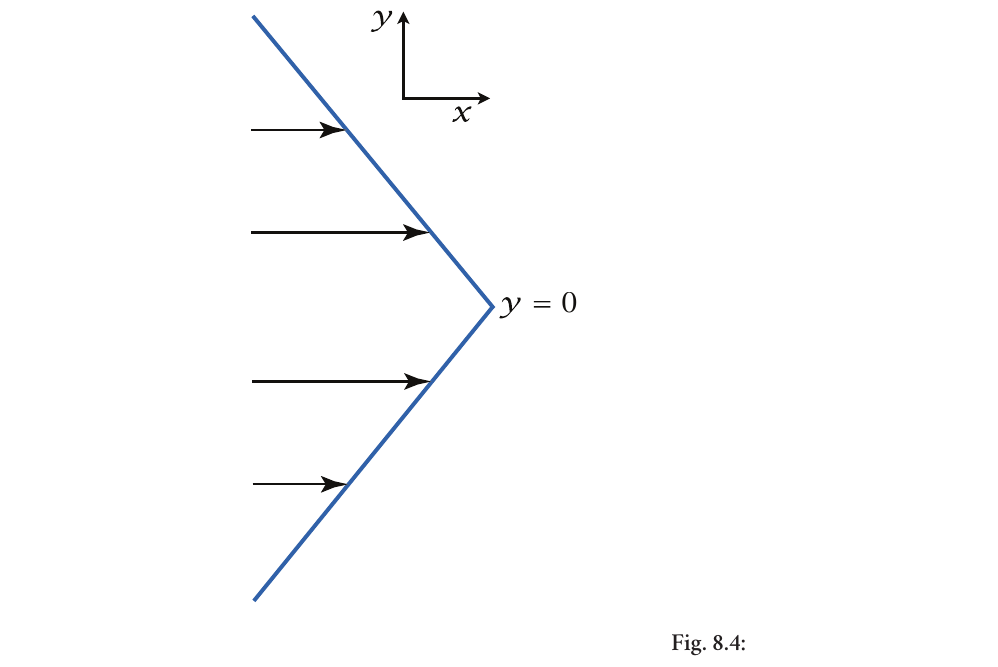 y
x
y = 0
Fig. 8.4: